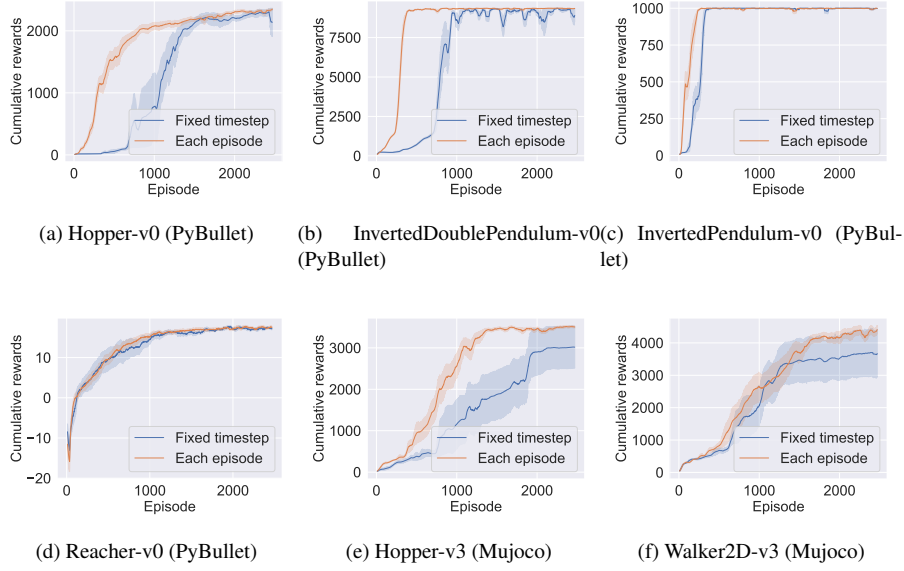 Cumulative rewards
2000
1000
0
0
1000
2000
Episode
Fixed timestep
Each episode
Cumulative rewards
7500
5000
2500
0
0
1000
2000
Episode
Fixed timestep
Each episode
Cumulative rewards
1000
750
500
250
0
0
1000
2000
Episode
Fixed timestep
Each episode
(a) Hopper-v0 (PyBullet)
(b) InvertedDoublePendulum-v0
(PyBullet)
(c) InvertedPendulum-v0 (PyBul-
let)
Cumulative rewards
10
0
−10
−20
0
1000
2000
Episode
Fixed timestep
Each episode
Cumulative rewards
3000
2000
1000
0
0
1000
2000
Episode
Fixed timestep
Each episode
Cumulative rewards
4000
3000
2000
1000
0
0
1000
2000
Episode
Fixed timestep
Each episode
(d) Reacher-v0 (PyBullet)
(e) Hopper-v3 (Mujoco)
(f) Walker2D-v3 (Mujoco)